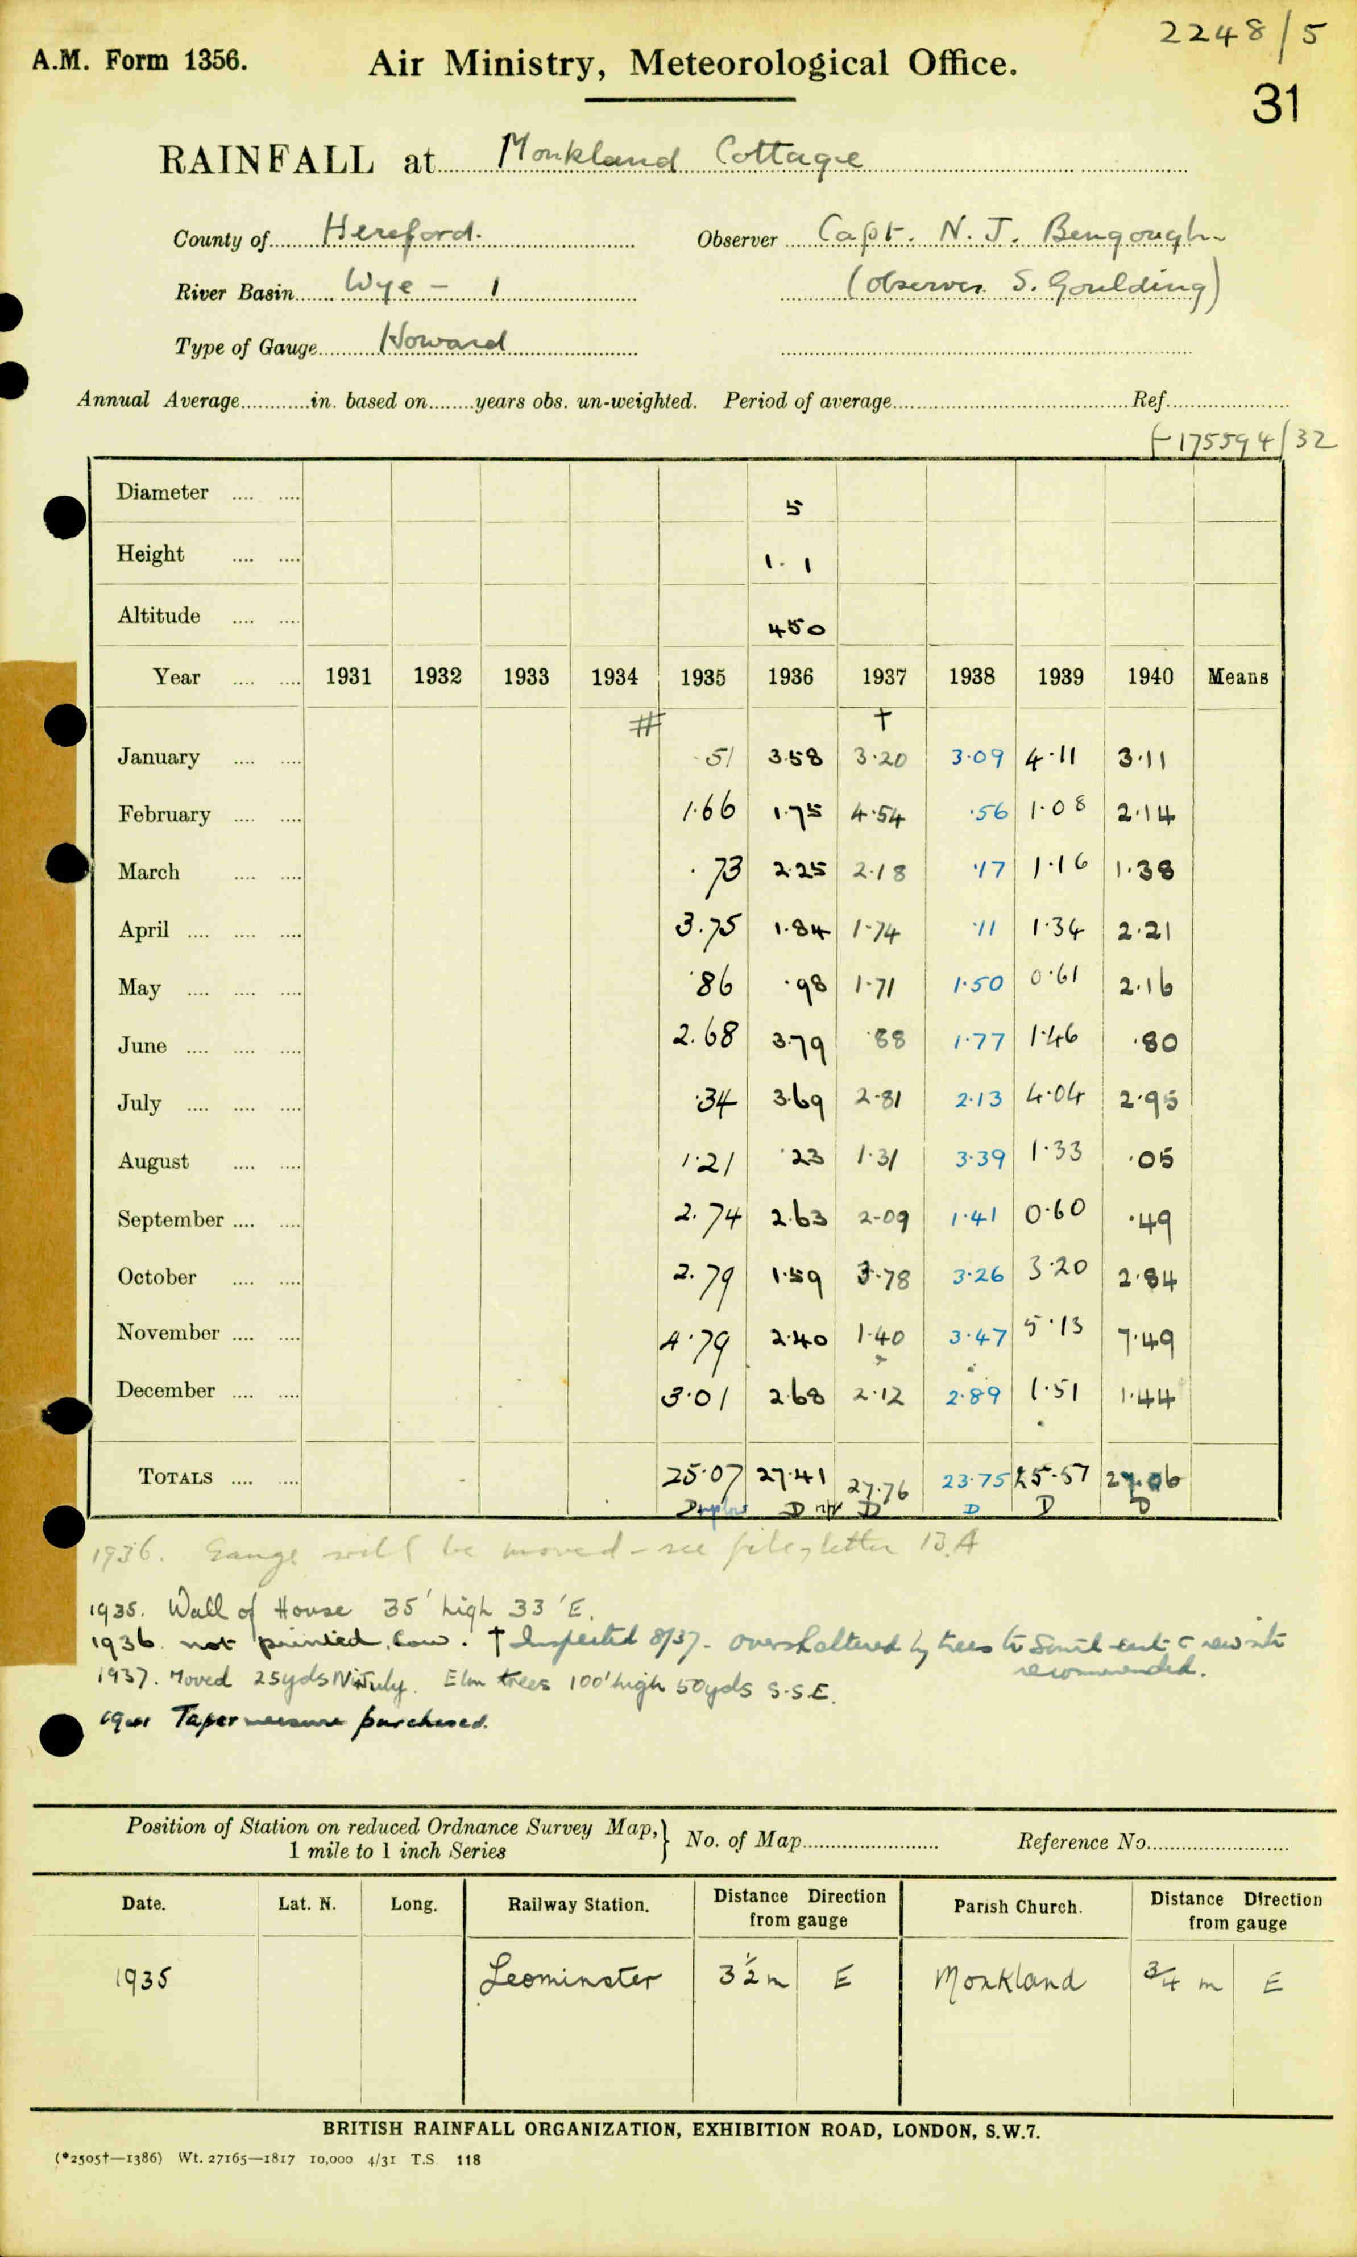 2248/5
A.M. Form 1356. Air Ministry, Meteorological Office.
31
RAINFALL at Monkland Cottage
County of Hereford. Observer Capt. N. J. Bengough
River Basin Wye - 1 (observer S. Goulding)
Type of Gauge Howard
Annual Average in. based on years obs. un-weighted. Period of average Ref.
175594/32
Diameter 5
Height 1. 1
Altitude 450
Year 1931 1932 1933 1934 1935 1936 1937 1938 1939 1940 Means
# †
January ·51 3·58 3·20 3·09 4·11 3·11
February 1·66 1·75 4·54 ·56 1·08 2·14
March ·73 2·25 2·18 ·17 1·16 1·38
April 3·75 1·84 1·74 ·11 1·34 2·21
May ·86 ·98 1·71 1·50 0·61 2·16
June 2·68 3·79 ·88 1·77 1·46 ·80
July ·34 3·69 2·81 2·13 4·04 2·95
August 1·21 ·23 1·31 3·39 1·33 ·05
September 2·74 2·63 2·09 1·41 0·60 ·49
October 2·79 1·59 3·78 3·26 3·20 2·84
November 4·79 2·40 1·40 3·47 5·13 7·49
December 3·01 2·68 2·12 2·89 1·51 1·44
TOTALS 25·07 27·41 27·76 23·75 25·57 27·06
D D D D D
1936. Gauge will be moved - see file, letter 13.A
1935. Wall of House 35' high 33' E.
1936. not printed, low. † Inspected 8/37 - oversheltered by trees to South east new site
recommended.
1937. Moved 25yds N in July. Elm trees 100' high 50yds S.S.E.
Taper measure purchased.
Position of Station on reduced Ordnance Survey Map, } No. of Map Reference No.
1 mile to 1 inch Series
Date. Lat. N. Long. Railway Station. Distance Direction from gauge Parish Church. Distance Direction from gauge
1935 Leominster 3½ m E Monkland ¾ m E
BRITISH RAINFALL ORGANIZATION, EXHIBITION ROAD, LONDON, S.W.7.
(*2505†—1386) Wt. 27165—1817 10,000 4/31 T.S. 118